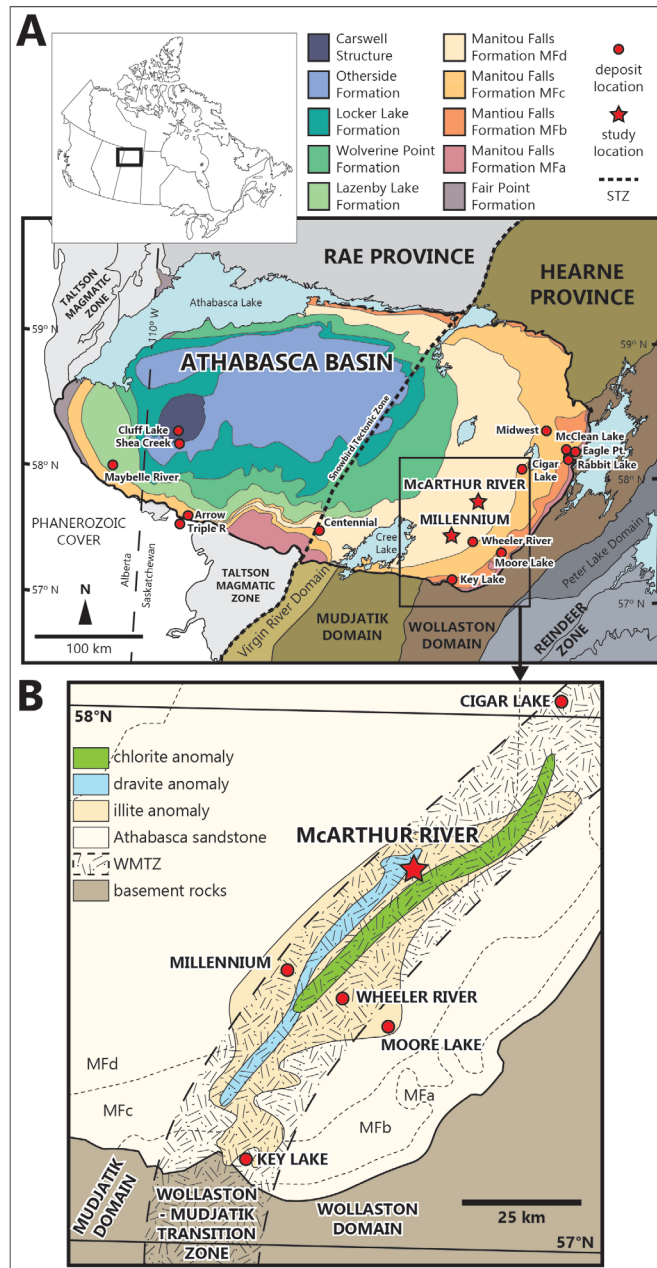 A
Carswell
Structure
Otherside
Formation
Locker Lake
Formation
Wolverine Point
Formation
Lazenby Lake
Formation
Manitou Falls
Formation MFd
Manitou Falls
Formation MFc
Mantiou Falls
Formation MFb
Manitou Falls
Formation MFa
Fair Point
Formation
deposit
location
study
location
STZ
RAE PROVINCE
HEARNE
PROVINCE
TALTSON
MAGMATIC
ZONE
110° W
Athabasca Lake
59° N
59° N
ATHABASCA BASIN
Snowbird Tectonic Zone
Cluff Lake
Shea Creek
Midwest
McClean Lake
Eagle Pt.
Rabbit Lake
58° N
58° N
Maybelle River
Cigar
Lake
McARTHUR RIVER
Arrow
Triple R
Centennial
MILLENNIUM
Cree
Lake
Wheeler River
Moore Lake
Key Lake
PHANEROZOIC
COVER
Alberta
Saskatchewan
TALTSON
MAGMATIC
ZONE
Virgin River Domain
MUDJATIK
DOMAIN
WOLLASTON
DOMAIN
Peter Lake Domain
REINDEER
ZONE
57° N
57° N
N
100 km
B
58°N
CIGAR LAKE
chlorite anomaly
dravite anomaly
illite anomaly
Athabasca sandstone
WMTZ
basement rocks
McARTHUR RIVER
MILLENNIUM
WHEELER RIVER
MOORE LAKE
MFd
MFc
MFa
MFb
KEY LAKE
MUDJATIK
DOMAIN
WOLLASTON
- MUDJATIK
TRANSITION
ZONE
WOLLASTON
DOMAIN
25 km
57°N